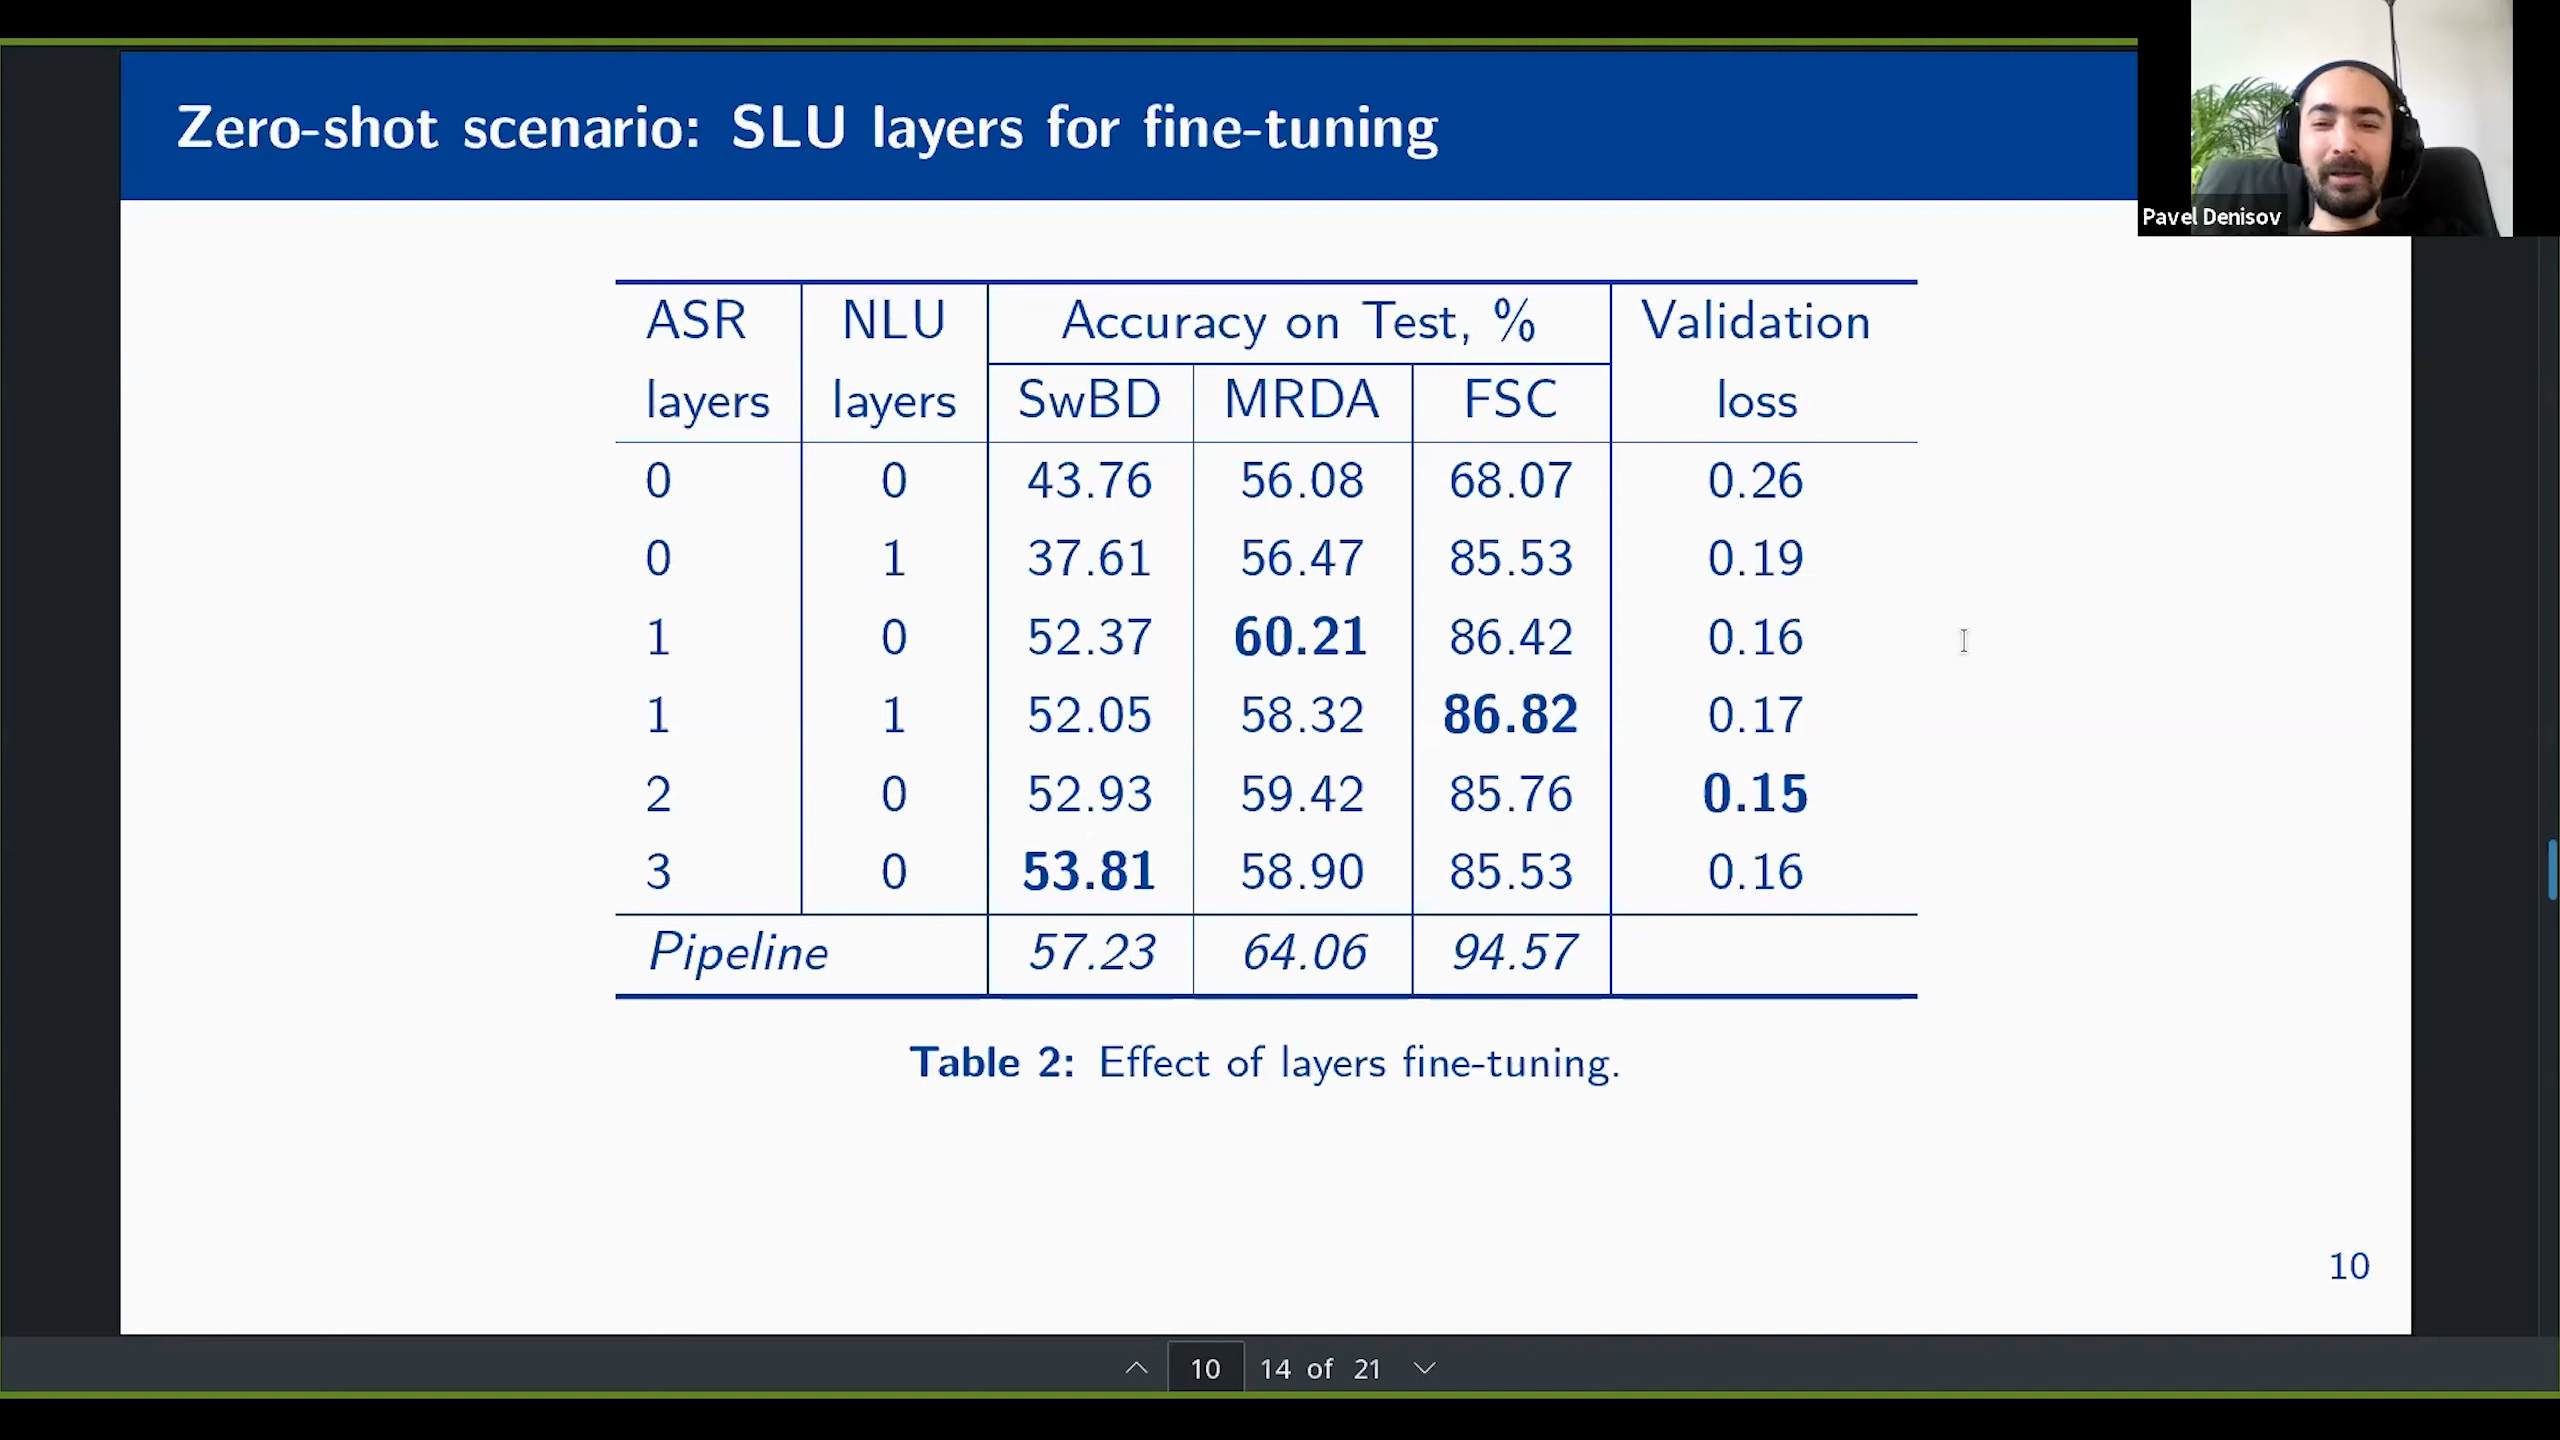 Zero-shot scenario: SLU layers for fine-tuning
Pavel Denisov
ASR NLU Accuracy on Test, % Validation
layers layers SwBD MRDA FSC loss
0 0 43.76 56.08 68.07 0.26
0 1 37.61 56.47 85.53 0.19
1 0 52.37 60.21 86.42 0.16
1 1 52.05 58.32 86.82 0.17
2 0 52.93 59.42 85.76 0.15
3 0 53.81 58.90 85.53 0.16
Pipeline 57.23 64.06 94.57
Table 2: Effect of layers fine-tuning.
10
10 14 of 21